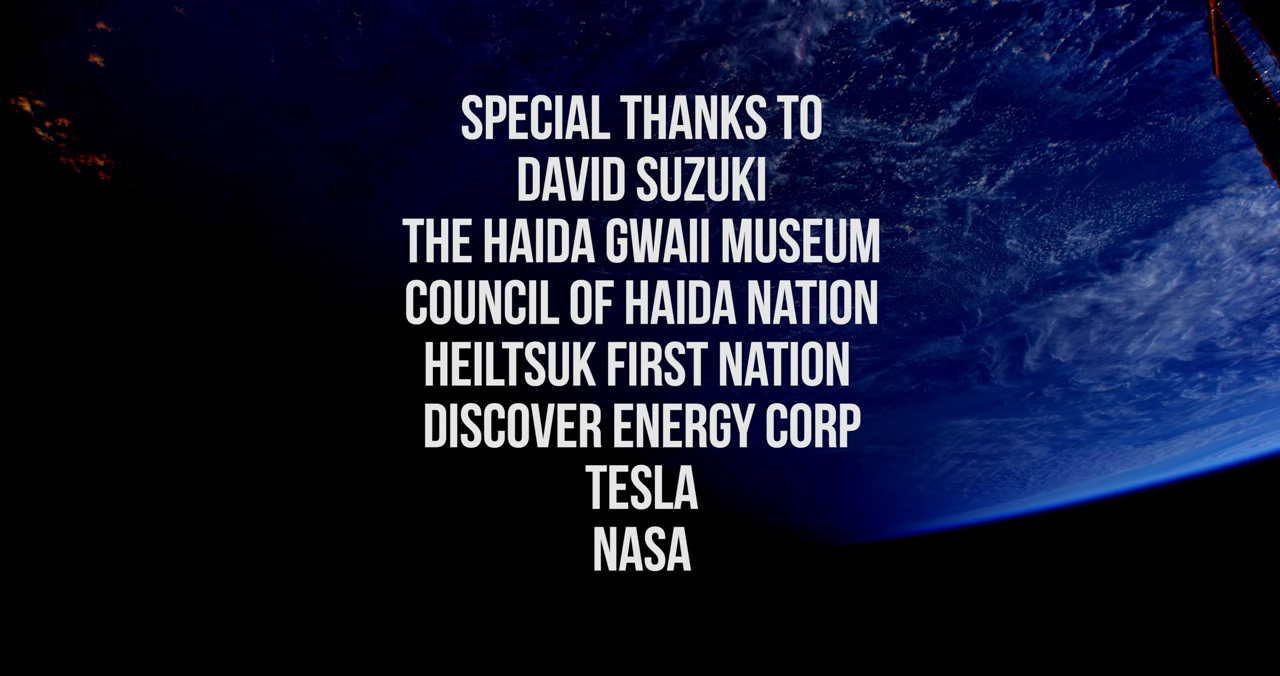 SPECIAL THANKS TO
DAVID SUZUKI
THE HAIDA GWAII MUSEUM
COUNCIL OF HAIDA NATION
HEILTSUK FIRST NATION
DISCOVER ENERGY CORP
TESLA
NASA